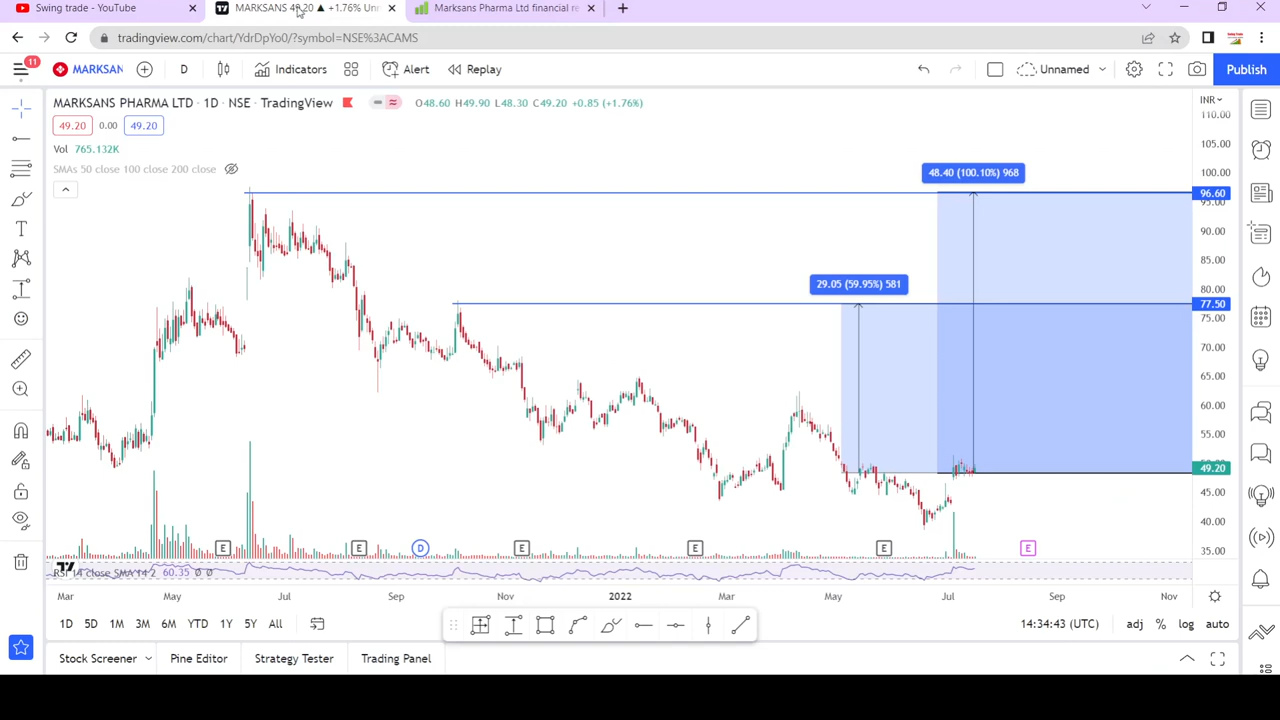 Swing trade - YouTube
MARKSANS 49.20 ▲ +1.76% Unn
Marksans Pharma Ltd financial re
tradingview.com/chart/YdrDpYo0/?symbol=NSE%3ACAMS
11
MARKSAN
D
Indicators
Alert
Replay
Unnamed
Publish
MARKSANS PHARMA LTD · 1D · NSE · TradingView
O48.60 H49.90 L48.30 C49.20 +0.85 (+1.76%)
INR
49.20 0.00 49.20
Vol 765.132K
SMAs 50 close 100 close 200 close
110.00
105.00
100.00
96.60
95.00
90.00
85.00
80.00
77.50
75.00
70.00
65.00
60.00
55.00
49.20
45.00
40.00
35.00
48.40 (100.10%) 968
29.05 (59.95%) 581
E E D E E E E
RSI 14 close SMA 14 2 60.35 Ø Ø
Mar May Jul Sep Nov 2022 Mar May Jul Sep Nov
1D 5D 1M 3M 6M YTD 1Y 5Y All
14:34:43 (UTC) adj % log auto
Stock Screener Pine Editor Strategy Tester Trading Panel